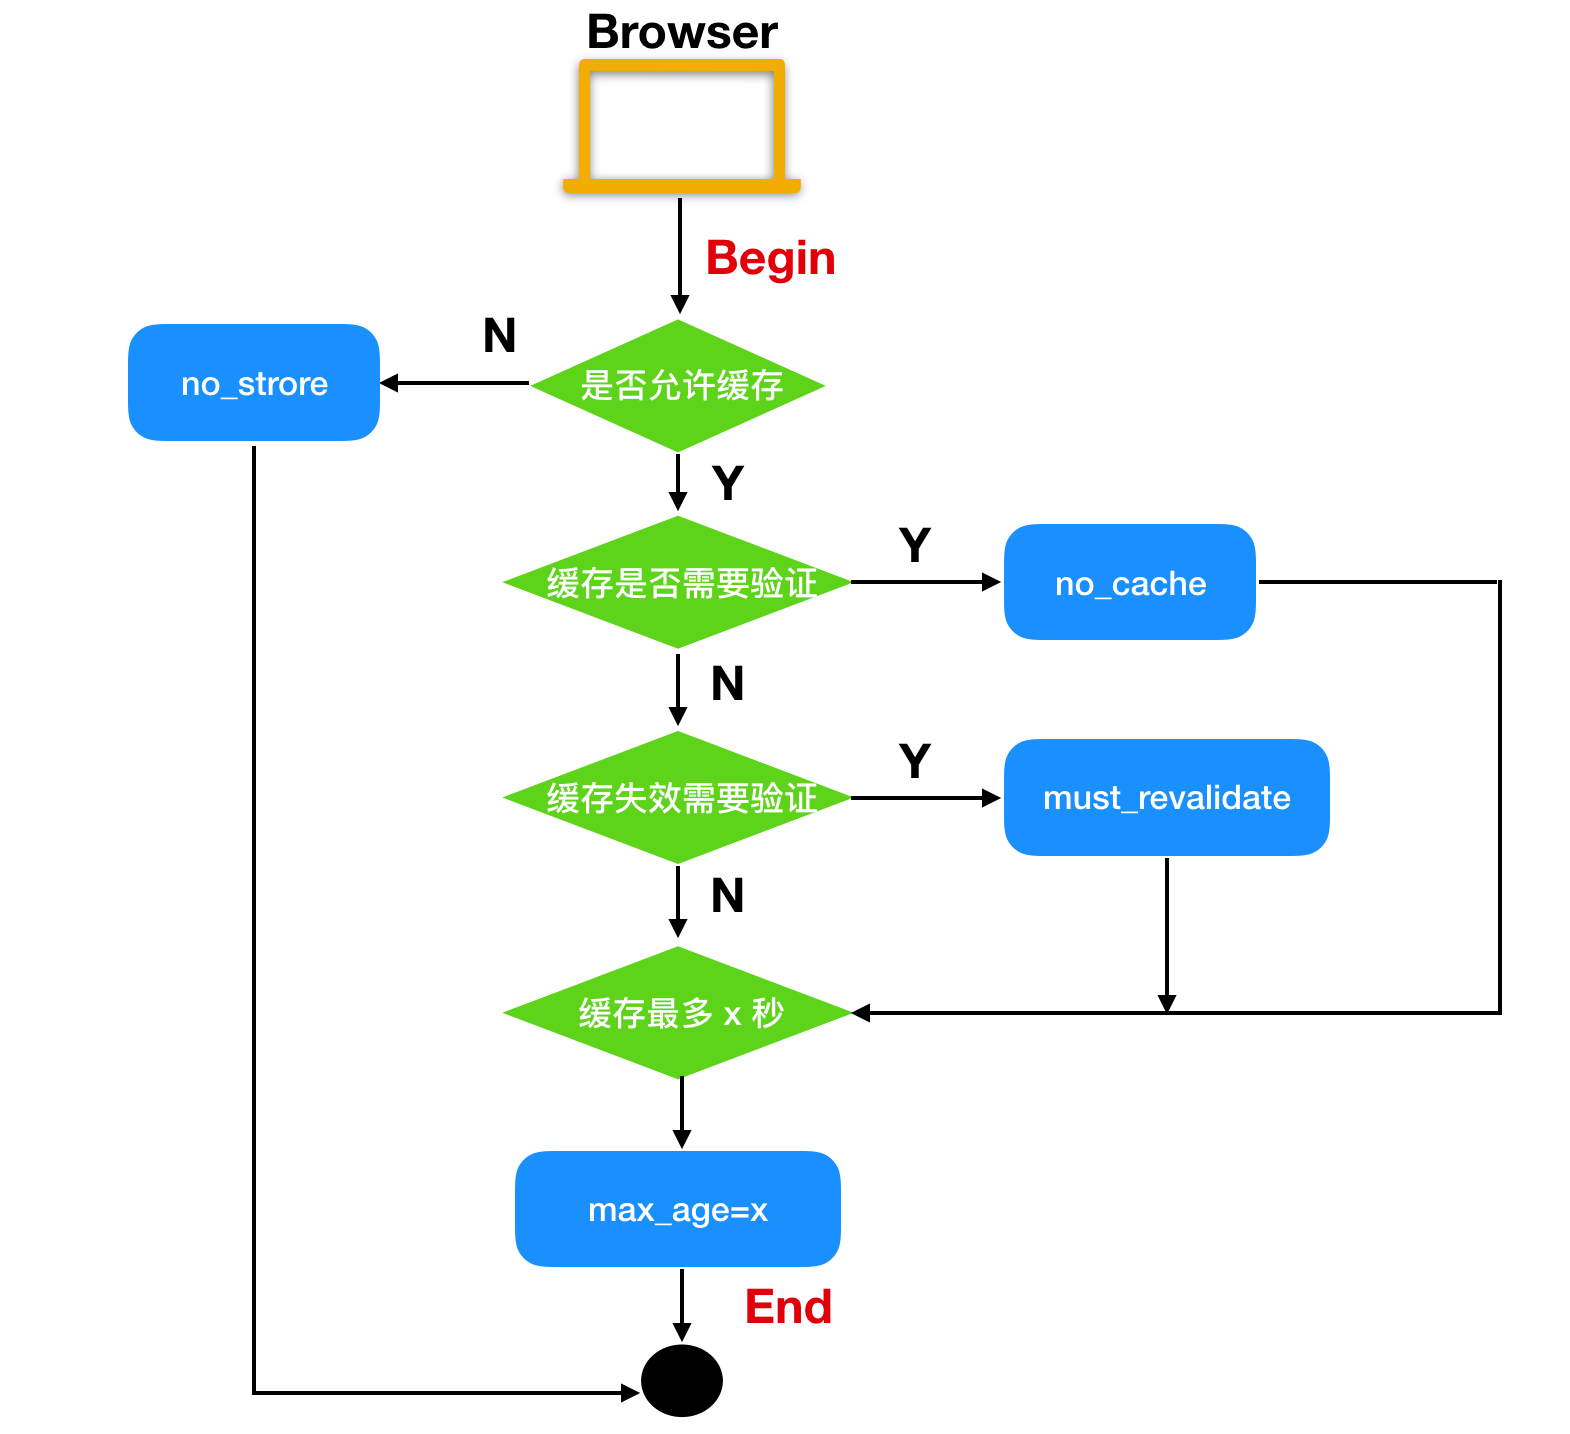 Browser
Begin
N
no_strore
是否允许缓存
Y
Y
缓存是否需要验证
no_cache
N
Y
缓存失效需要验证
must_revalidate
N
缓存最多 x 秒
max_age=x
End